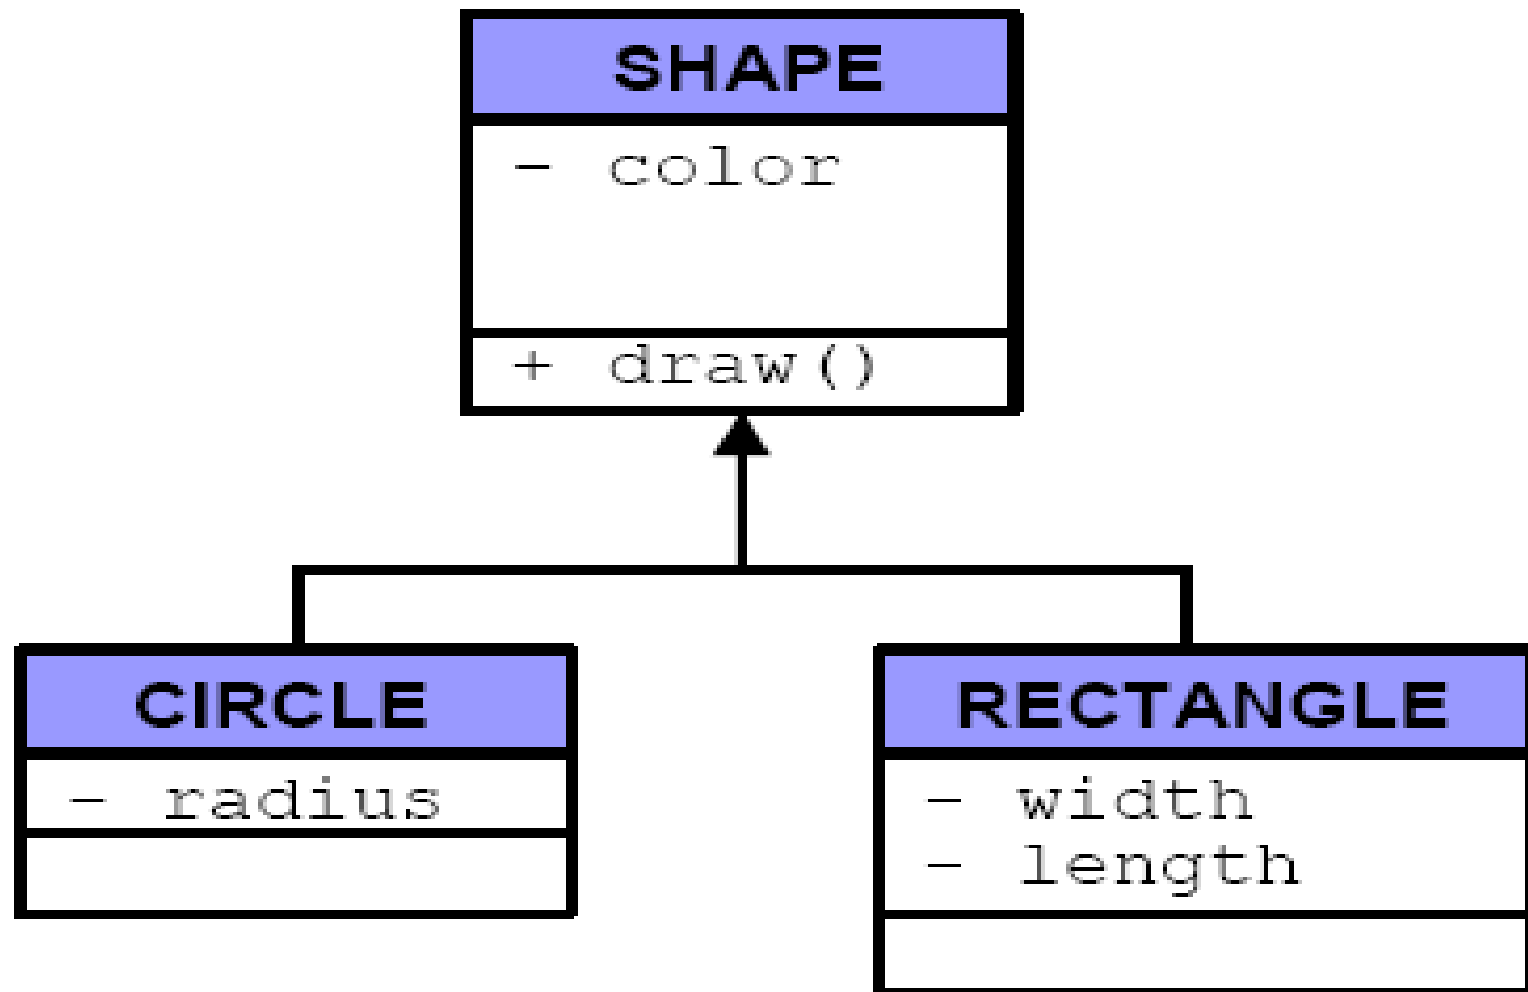 SHAPE
- color
+ draw()
CIRCLE
- radius
RECTANGLE
- width
- length